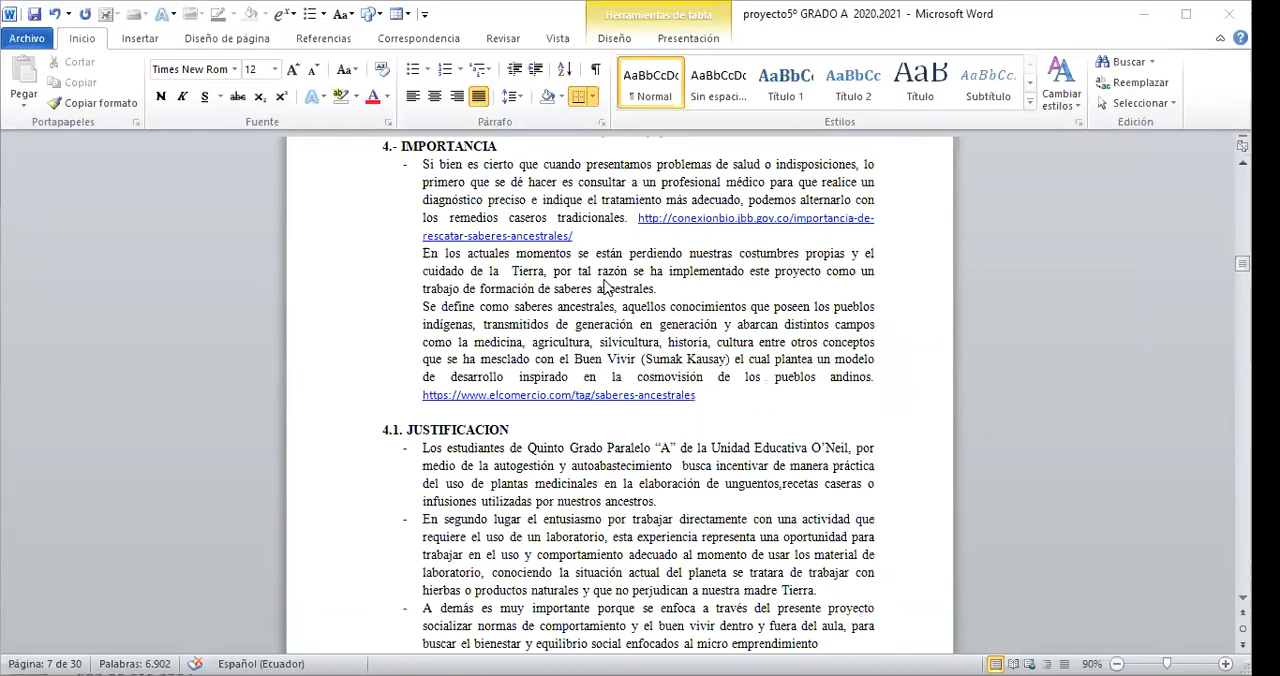 Herramientas de tabla
proyecto5º GRADO A  2020.2021 - Microsoft Word
Archivo Inicio Insertar Diseño de página Referencias Correspondencia Revisar Vista Diseño Presentación
Pegar
Cortar
Copiar
Copiar formato
Portapapeles
Times New Rom 12
Fuente
Párrafo
AaBbCcDc
¶ Normal
AaBbCcDc
Sin espaci...
AaBbC
Título 1
AaBbCc
Título 2
AaB
Título
AaBbCc.
Subtítulo
Cambiar
estilos
Estilos
Buscar
Reemplazar
Seleccionar
Edición
4.- IMPORTANCIA
- Si bien es cierto que cuando presentamos problemas de salud o indisposiciones, lo
primero que se dé hacer es consultar a un profesional médico para que realice un
diagnóstico preciso e indique el tratamiento más adecuado, podemos alternarlo con
los remedios caseros tradicionales. http://conexionbio.jbb.gov.co/importancia-de-
rescatar-saberes-ancestrales/
En los actuales momentos se están perdiendo nuestras costumbres propias y el
cuidado de la Tierra, por tal razón se ha implementado este proyecto como un
trabajo de formación de saberes ancestrales.
Se define como saberes ancestrales, aquellos conocimientos que poseen los pueblos
indígenas, transmitidos de generación en generación y abarcan distintos campos
como la medicina, agricultura, silvicultura, historia, cultura entre otros conceptos
que se ha mesclado con el Buen Vivir (Sumak Kausay) el cual plantea un modelo
de desarrollo inspirado en la cosmovisión de los pueblos andinos.
https://www.elcomercio.com/tag/saberes-ancestrales
4.1. JUSTIFICACION
- Los estudiantes de Quinto Grado Paralelo “A” de la Unidad Educativa O’Neil, por
medio de la autogestión y autoabastecimiento busca incentivar de manera práctica
del uso de plantas medicinales en la elaboración de unguentos,recetas caseras o
infusiones utilizadas por nuestros ancestros.
- En segundo lugar el entusiasmo por trabajar directamente con una actividad que
requiere el uso de un laboratorio, esta experiencia representa una oportunidad para
trabajar en el uso y comportamiento adecuado al momento de usar los material de
laboratorio, conociendo la situación actual del planeta se tratara de trabajar con
hierbas o productos naturales y que no perjudican a nuestra madre Tierra.
- A demás es muy importante porque se enfoca a través del presente proyecto
socializar normas de comportamiento y el buen vivir dentro y fuera del aula, para
buscar el bienestar y equilibrio social enfocados al micro emprendimiento
Página: 7 de 30 Palabras: 6.902 Español (Ecuador) 90%